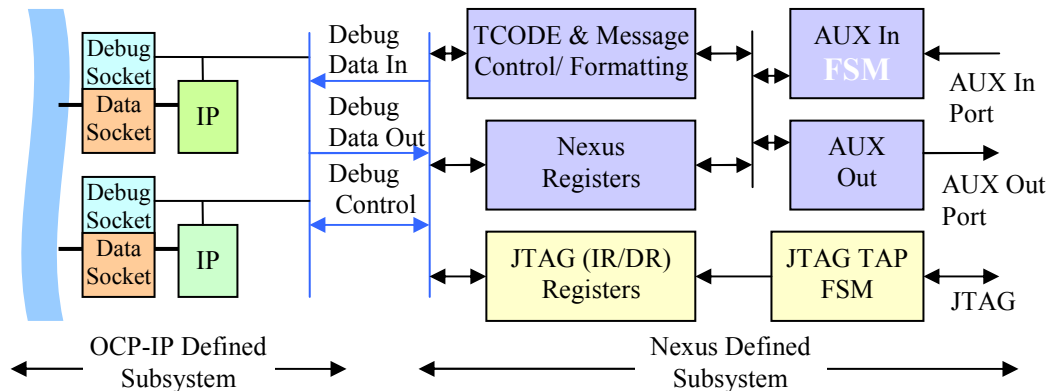 Debug
Socket
Data
Socket
IP
Debug
Socket
Data
Socket
IP
Debug
Data In
Debug
Data Out
Debug
Control
TCODE & Message
Control/ Formatting
Nexus
Registers
JTAG (IR/DR)
Registers
AUX In
FSM
AUX
Out
JTAG TAP
FSM
AUX In
Port
AUX Out
Port
JTAG
OCP-IP Defined
Subsystem
Nexus Defined
Subsystem